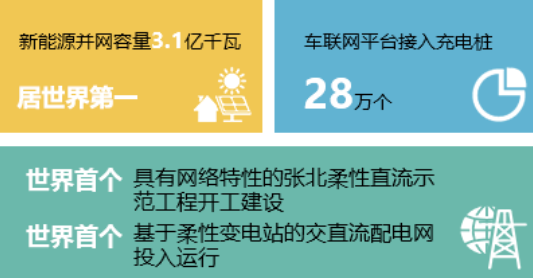 新能源并网容量3.1亿千瓦
居世界第一
车联网平台接入充电桩
28万个
世界首个 具有网络特性的张北柔性直流示
范工程开工建设
世界首个 基于柔性变电站的交直流配电网
投入运行